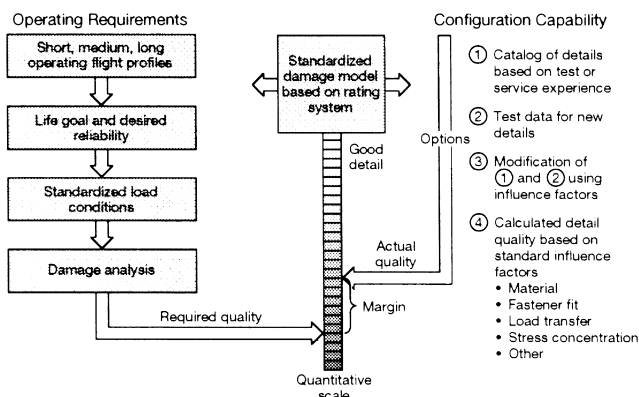 Operating Requirements
Short, medium, long
operating flight profiles
Life goal and desired
reliability
Standardized load
conditions
Damage analysis
Required quality
Standardized
damage model
based on rating
system
Good
detail
Actual
quality
Margin
Quantitative
scale
Options
Configuration Capability
① Catalog of details
based on test or
service experience
② Test data for new
details
③ Modification of
① and ② using
influence factors
④ Calculated detail
quality based on
standard influence
factors
• Material
• Fastener fit
• Load transfer
• Stress concentration
• Other